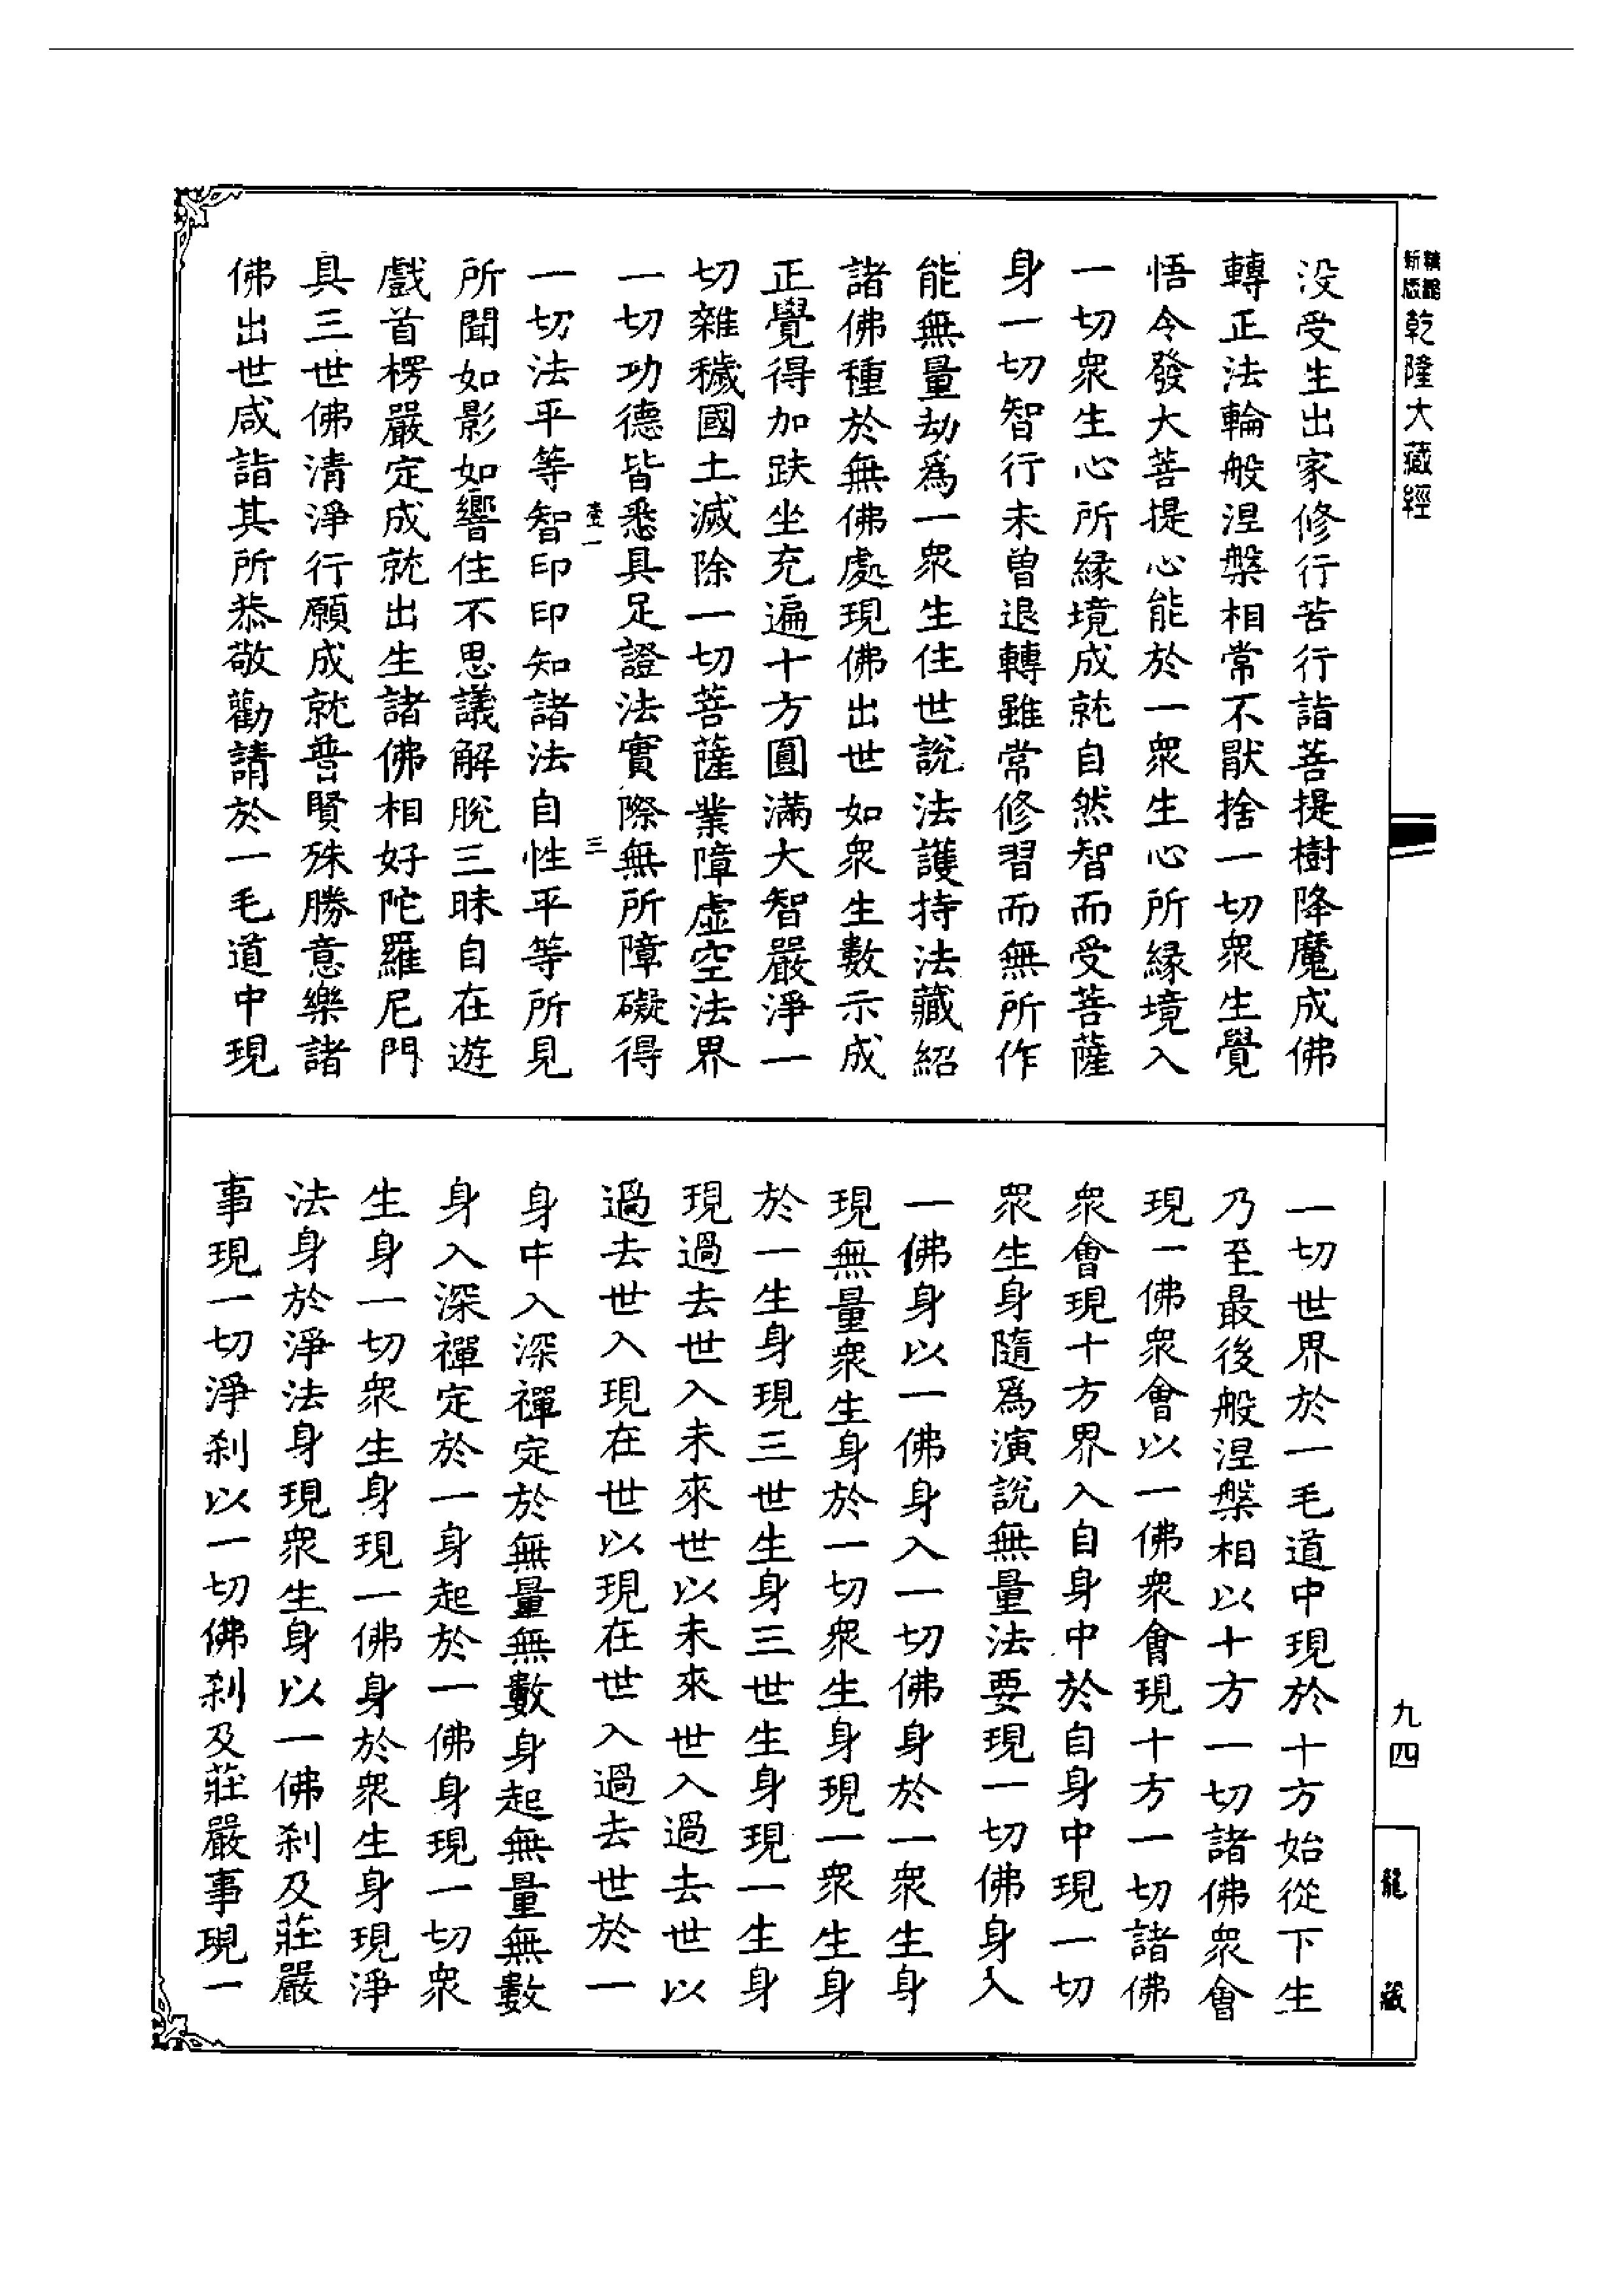 新版
乾隆大藏經
没受生出家修行苦行詣菩提樹降魔成佛
轉正法輪般涅槃相常不厭捨一切衆生覺
悟令發大菩提心能於一衆生心所緣境入
一切衆生心所緣境成就自然智而受菩薩
身一切智行未曾退轉雖常修習而無所作
能無量劫爲一衆生住世說法護持法藏紹
諸佛種於無佛處現佛出世如衆生數示成
正覺得加趺坐充遍十方圓滿大智嚴淨一
切雜穢國土滅除一切菩薩業障虛空法界
一切功德皆悉具足證法實際無所障礙得
壹一
三
一切法平等智印印知諸法自性平等所見
所聞如影如響住不思議解脫三昧自在遊
戲首楞嚴定成就出生諸佛相好陀羅尼門
具三世佛清淨行願成就普賢殊勝意樂諸
佛出世咸詣其所恭敬勸請於一毛道中現
一切世界於一毛道中現於十方始從下生
乃至最後般涅槃相以十方一切諸佛衆會
現一佛衆會以一佛衆會現十方一切諸佛
衆會現十方界入自身中於自身中現一切
衆生身隨爲演說無量法要現一切佛身入
一佛身以一佛身入一切佛身於一衆生身
現無量衆生身於一切衆生身現一衆生身
於一生身現三世生身三世生身現一生身
現過去世入未來世以未來世入過去世以
過去世入現在世以現在世入過去世於一
身中入深禪定於無量無數身起無量無數
身入深禪定於一身起於一佛身現一切衆
生身一切衆生身現一佛身於衆生身現淨
法身於淨法身現衆生身以一佛刹及莊嚴
事現一切淨刹以一切佛刹及莊嚴事現一
九四
龍藏